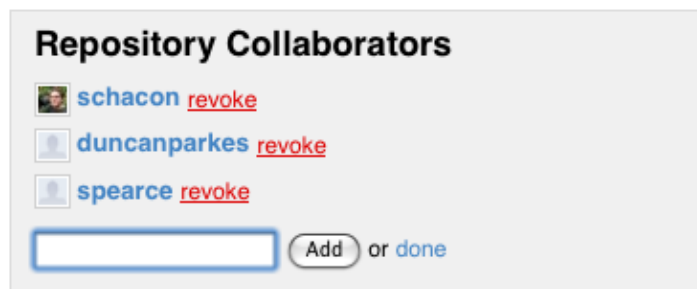 Repository Collaborators
schacon revoke
duncanparkes revoke
spearce revoke
Add or done